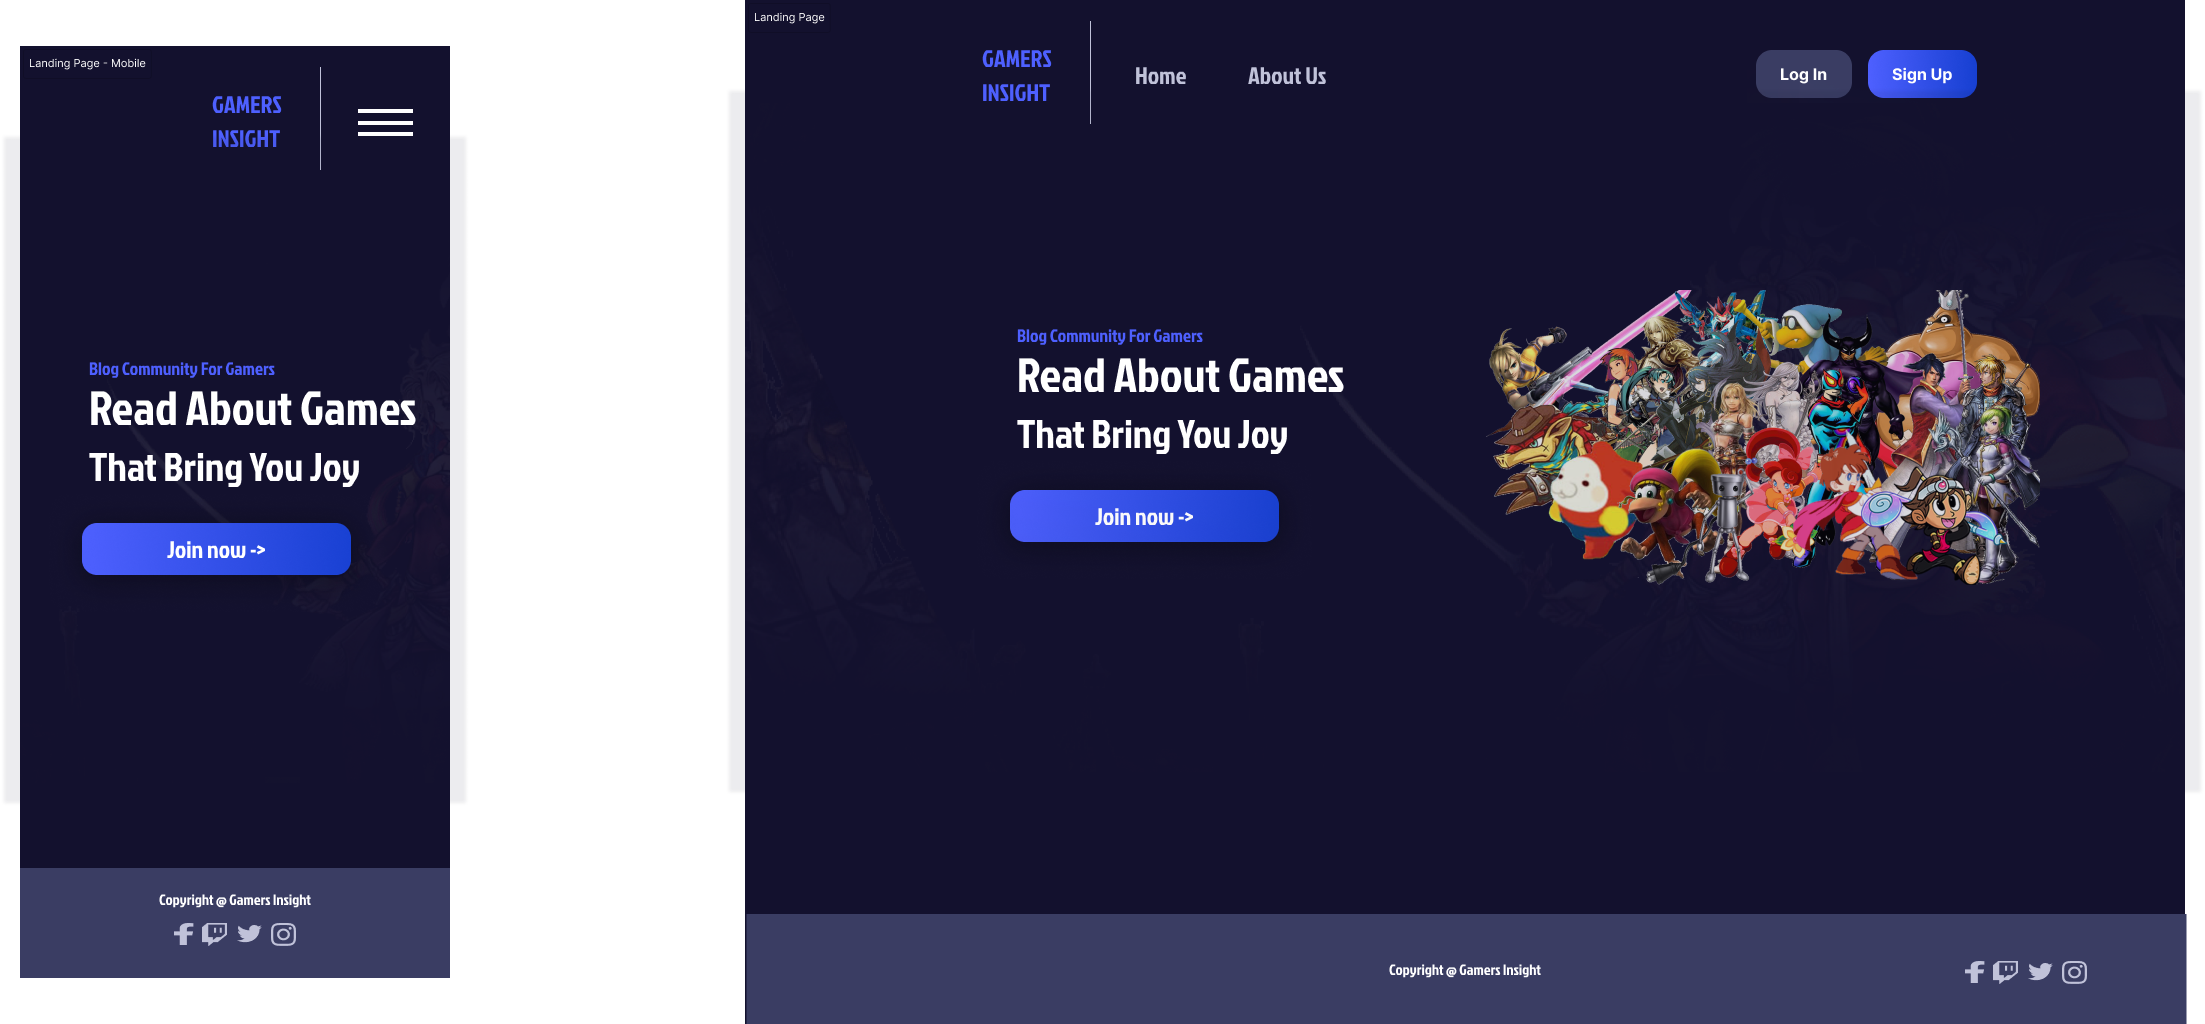 Landing Page - Mobile
GAMERS
INSIGHT
Blog Community For Gamers
Read About Games
That Bring You Joy
Join now ->
Copyright @ Gamers Insight
Landing Page
GAMERS
INSIGHT
Home
About Us
Log In
Sign Up
Blog Community For Gamers
Read About Games
That Bring You Joy
Join now ->
Copyright @ Gamers Insight